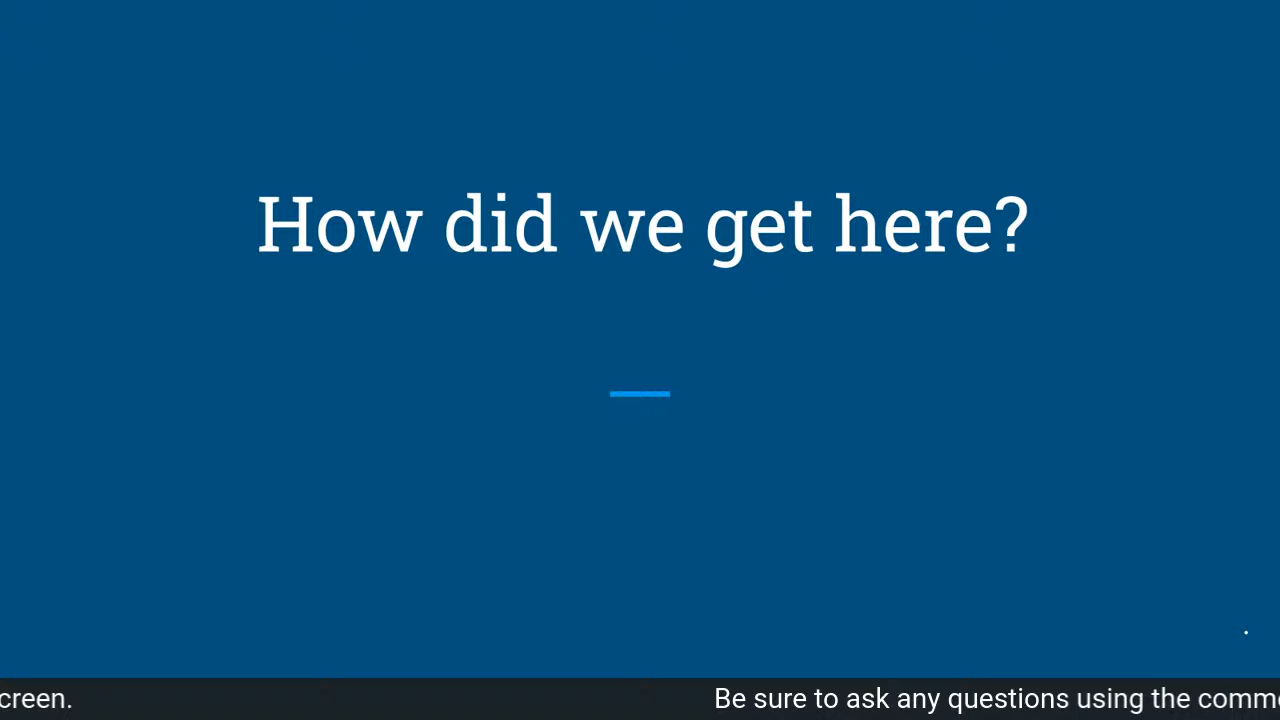 How did we get here?
creen. Be sure to ask any questions using the comm